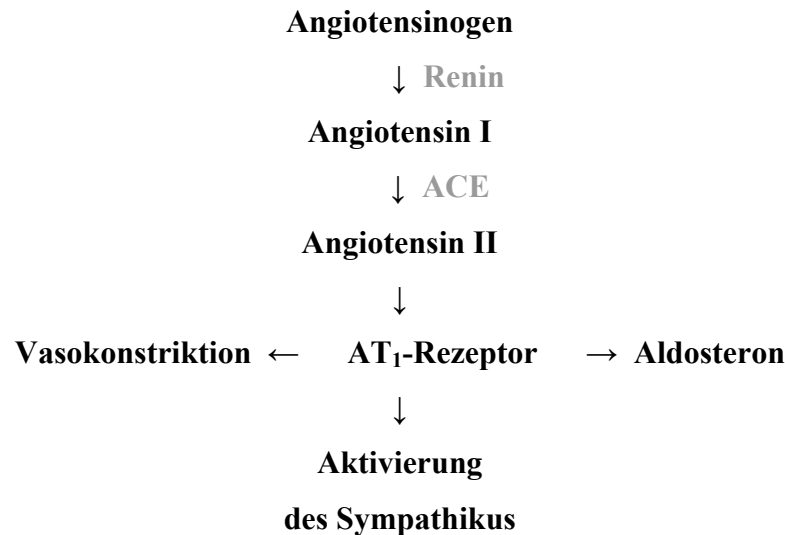 Angiotensinogen
↓ Renin
Angiotensin I
↓ ACE
Angiotensin II
↓
Vasokonstriktion ← AT₁-Rezeptor → Aldosteron
↓
Aktivierung
des Sympathikus